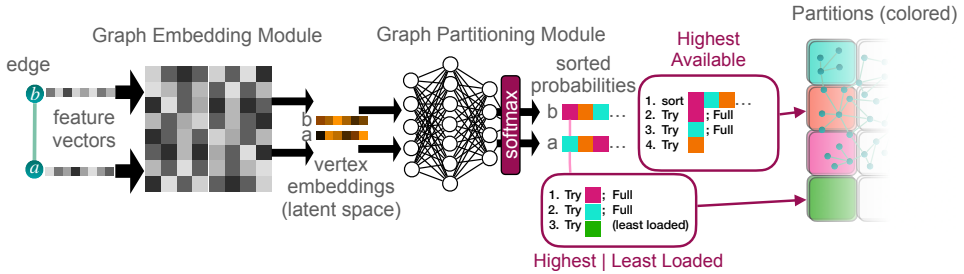 Graph Embedding Module
Graph Partitioning Module
Partitions (colored)
edge
b
a
feature
vectors
b
a
vertex
embeddings
(latent space)
softmax
sorted
probabilities
b ...
a ...
Highest
Available
1. sort ...
2. Try ; Full
3. Try ; Full
4. Try
1. Try ; Full
2. Try ; Full
3. Try (least loaded)
Highest | Least Loaded